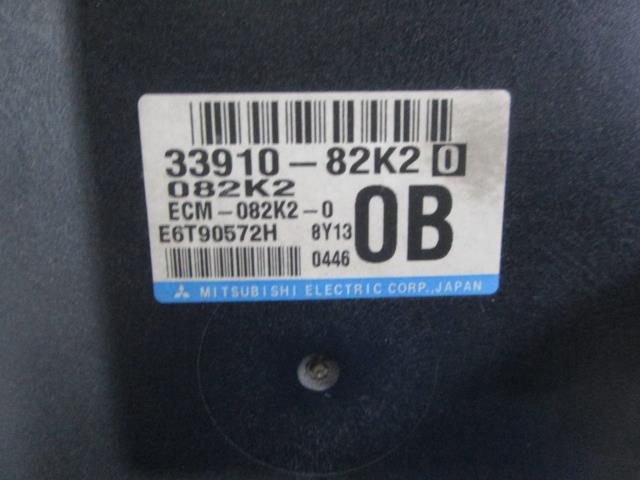 33910-82K2 0
082K2
ECM-082K2-0
E6T90572H 8Y13
0446
0B
MITSUBISHI ELECTRIC CORP.,JAPAN